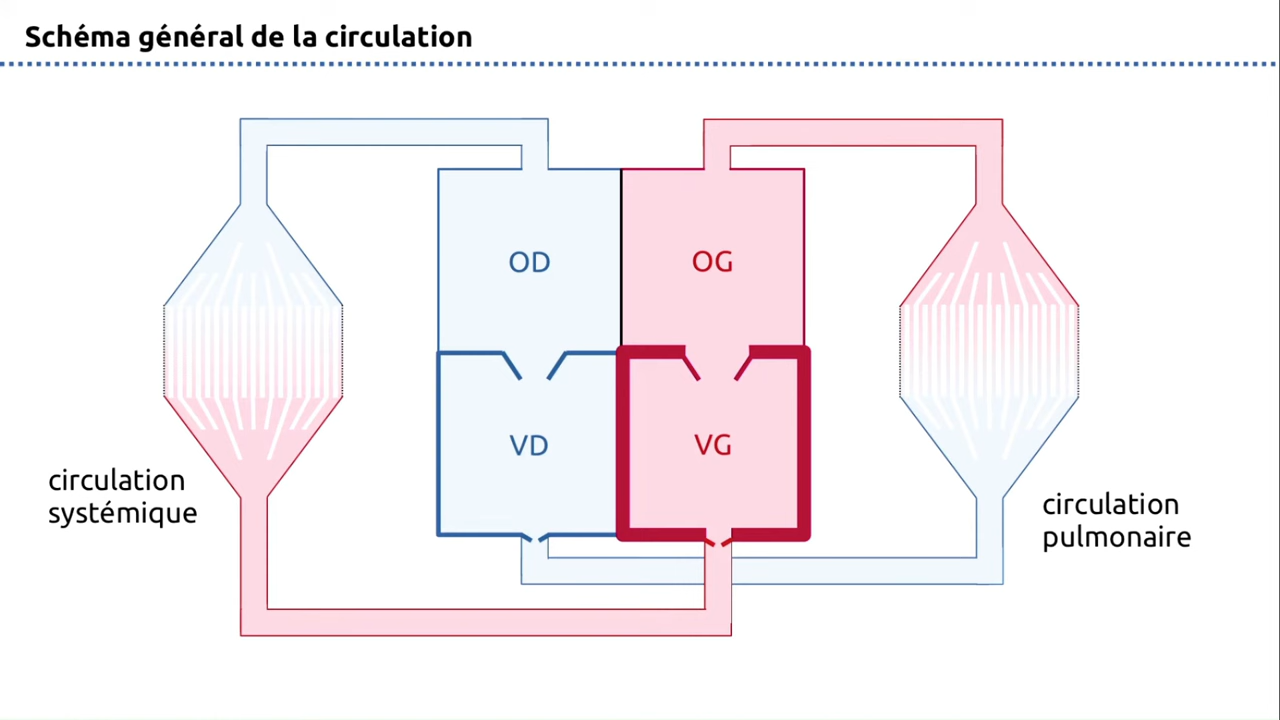 Schéma général de la circulation
OD
OG
VD
VG
circulation
systémique
circulation
pulmonaire